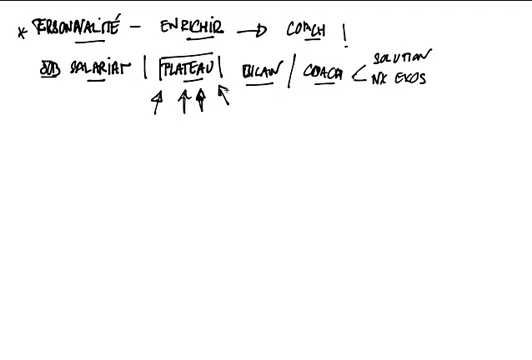 * PERSONNALITÉ - ENRICHIR → COACH !
SALARIAT | PLATEAU | BILAN / COACH < SOLUTION
NX EXOS